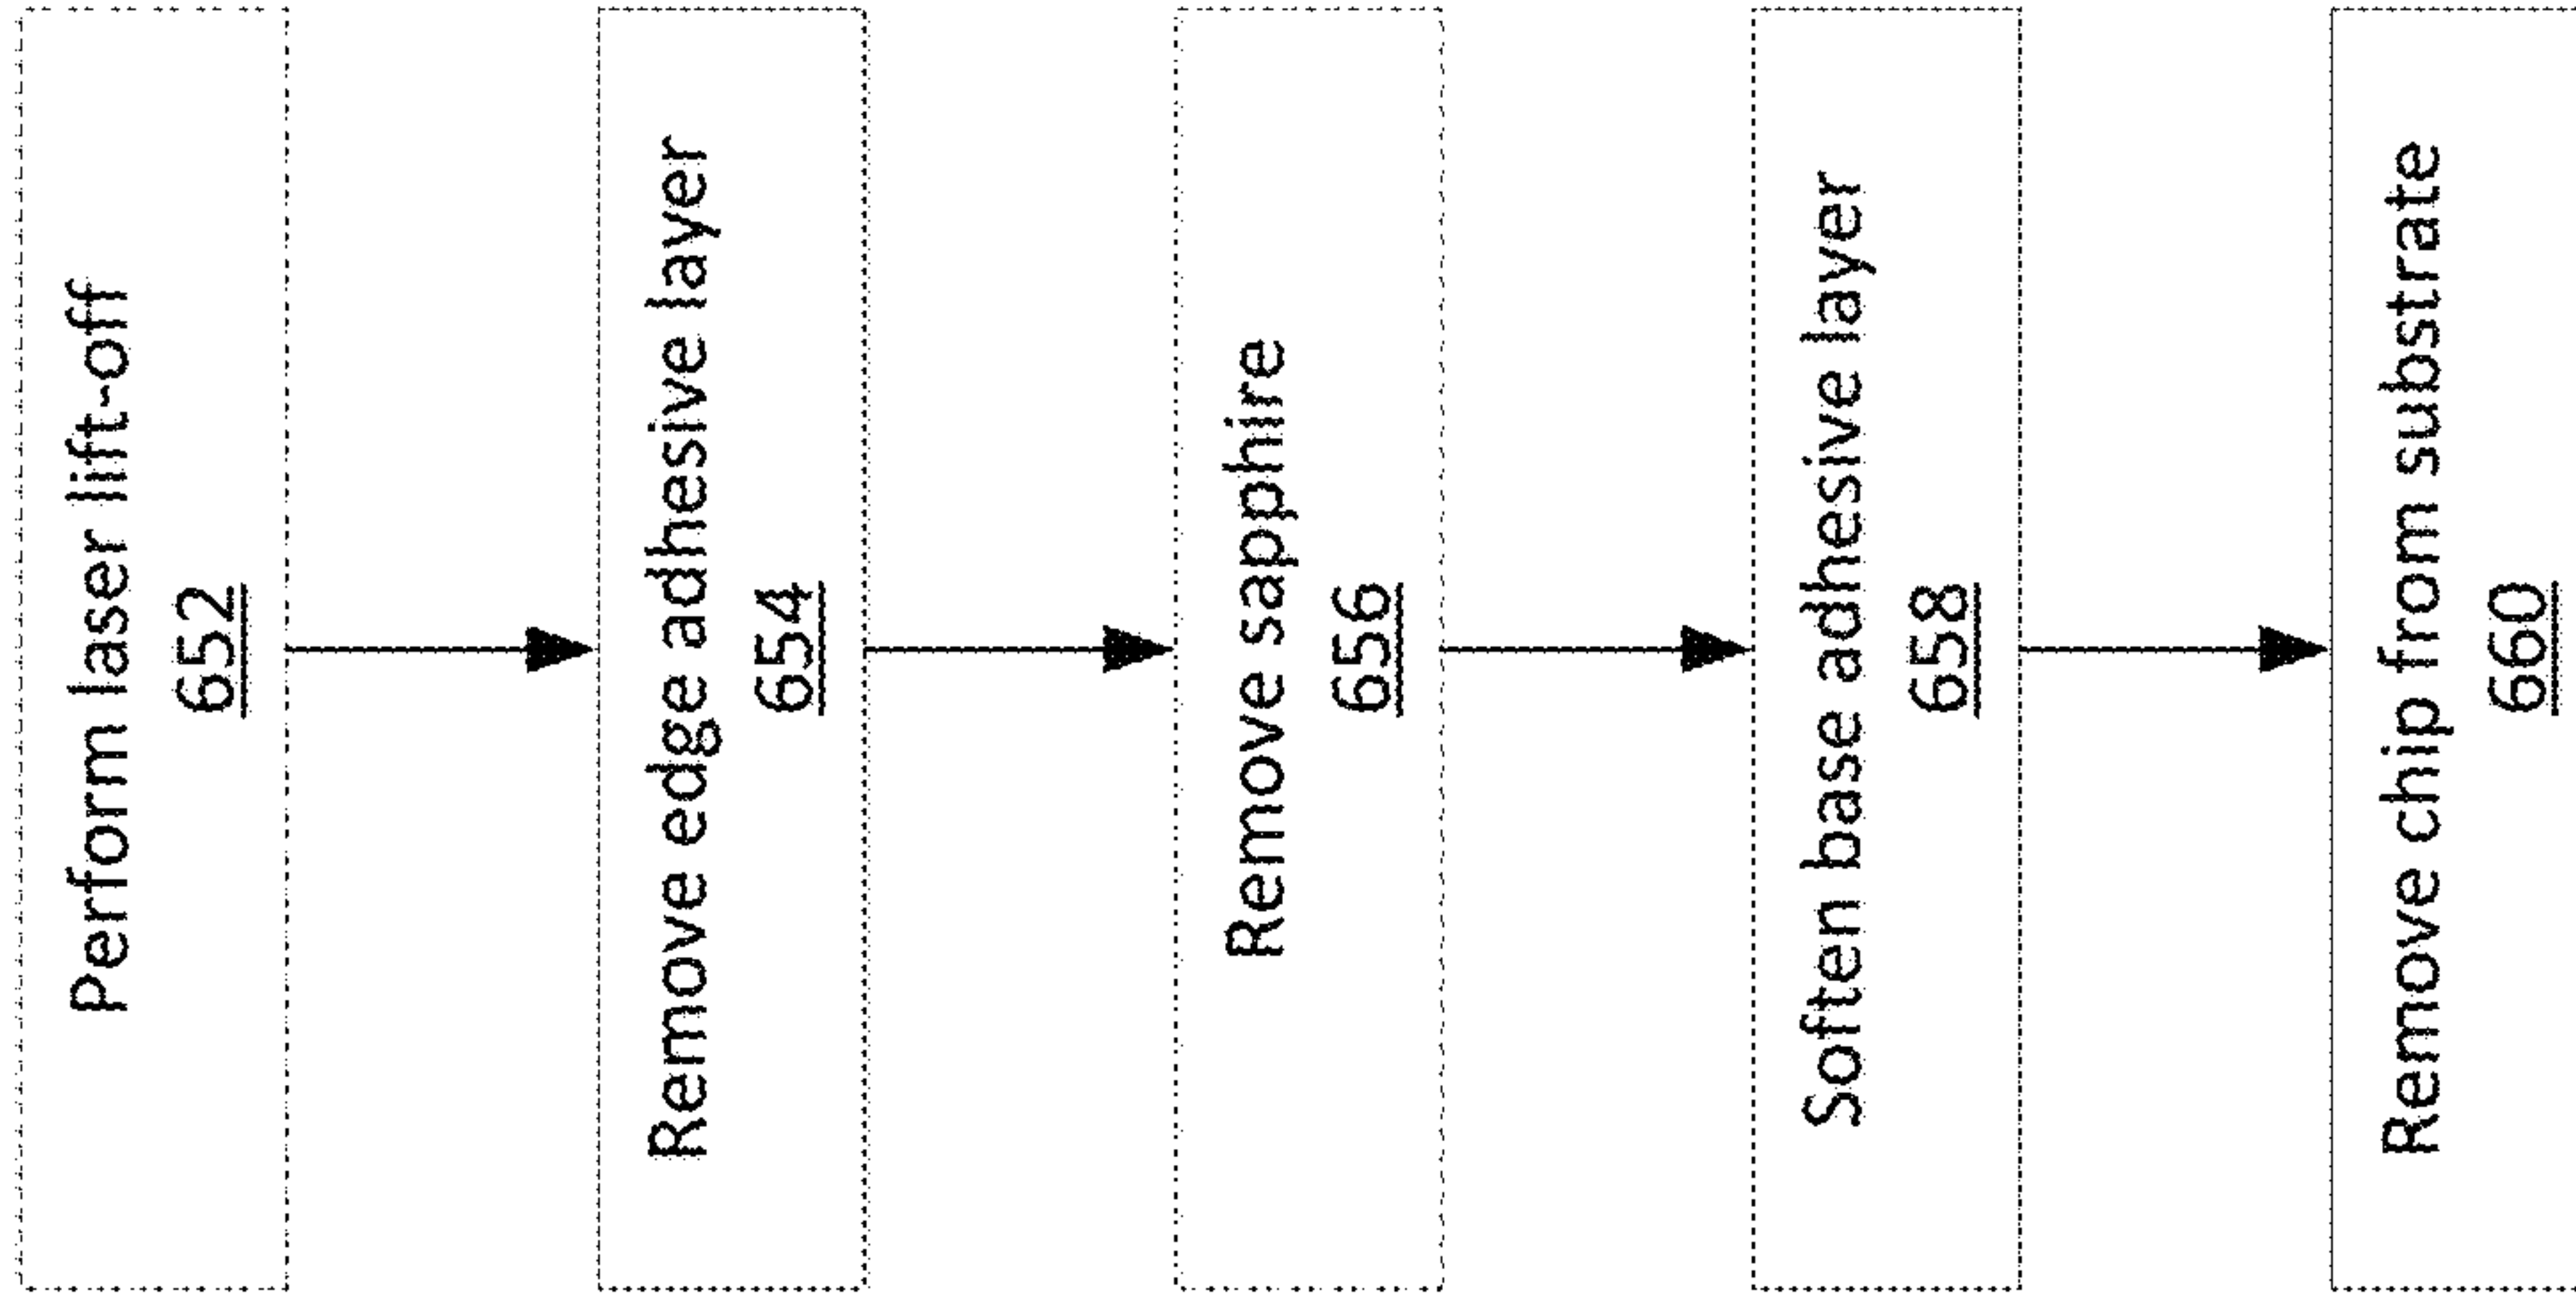 Perform laser lift-off
652
Remove edge adhesive layer
654
Remove sapphire
656
Soften base adhesive layer
658
Remove chip from substrate
660